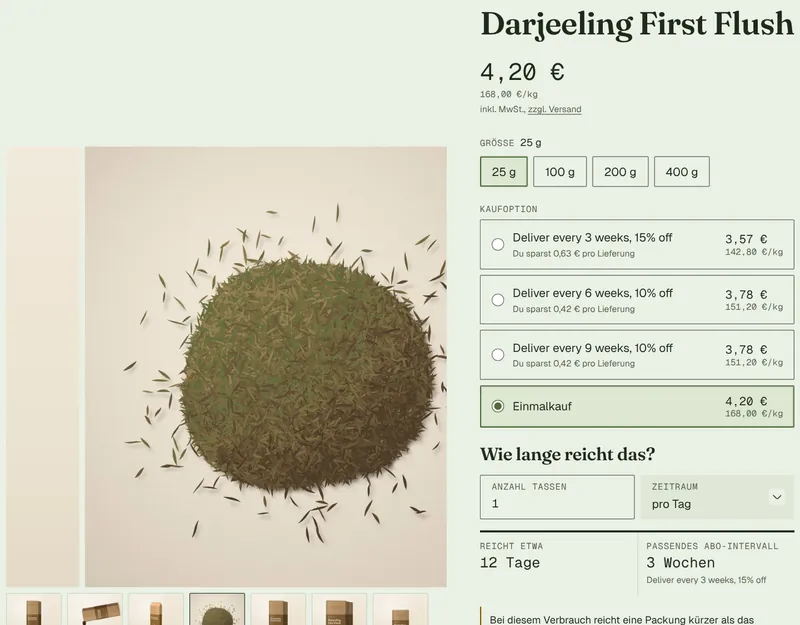 Darjeeling First Flush
4,20 €
168,00 €/kg
inkl. MwSt., zzgl. Versand
GRÖSSE 25 g
25 g
100 g
200 g
400 g
KAUFOPTION
Deliver every 3 weeks, 15% off
Du sparst 0,63 € pro Lieferung
3,57 €
142,80 €/kg
Deliver every 6 weeks, 10% off
Du sparst 0,42 € pro Lieferung
3,78 €
151,20 €/kg
Deliver every 9 weeks, 10% off
Du sparst 0,42 € pro Lieferung
3,78 €
151,20 €/kg
Einmalkauf
4,20 €
168,00 €/kg
Wie lange reicht das?
ANZAHL TASSEN
1
ZEITRAUM
pro Tag
REICHT ETWA
12 Tage
PASSENDES ABO-INTERVALL
3 Wochen
Deliver every 3 weeks, 15% off
Bei diesem Verbrauch reicht eine Packung kürzer als das